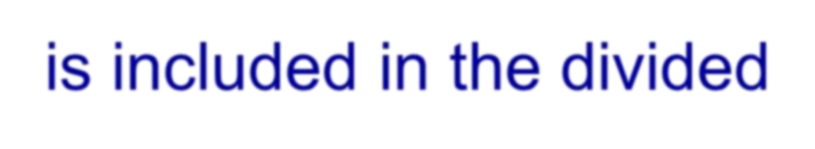 is included in the divided